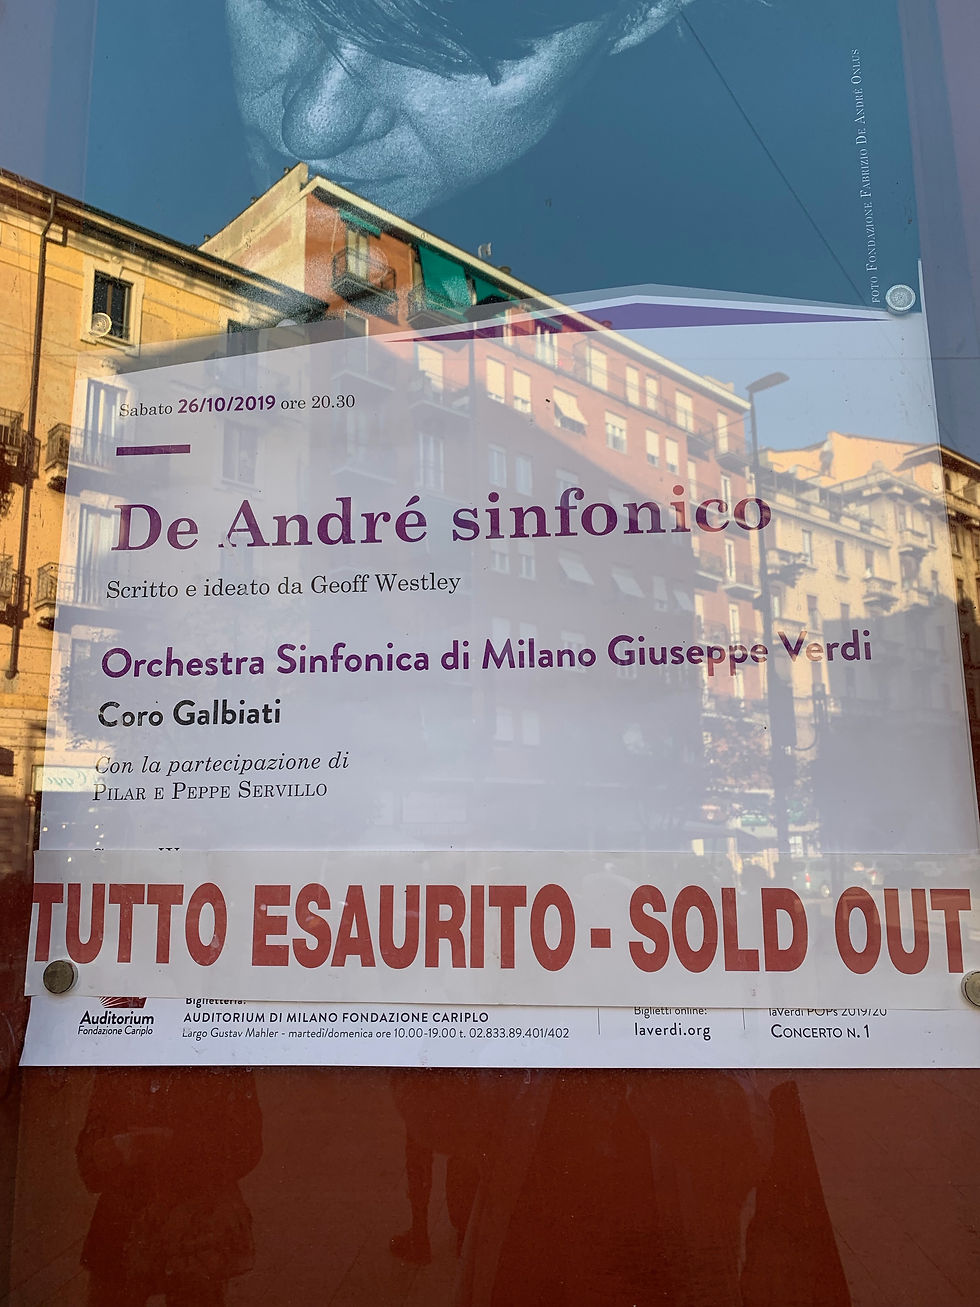 FOTO FONDAZIONE FABRIZIO DE ANDRÉ ONLUS
Sabato 26/10/2019 ore 20.30
De André sinfonico
Scritto e ideato da Geoff Westley
Orchestra Sinfonica di Milano Giuseppe Verdi
Coro Galbiati
Con la partecipazione di
PILAR E PEPPE SERVILLO
TUTTO ESAURITO - SOLD OUT
Auditorium
Fondazione Cariplo
Biglietteria:
AUDITORIUM DI MILANO FONDAZIONE CARIPLO
Largo Gustav Mahler - martedì/domenica ore 10.00-19.00 t. 02.833.89.401/402
Biglietti online:
laverdi.org
laVerdi POPs 2019/20
CONCERTO N. 1